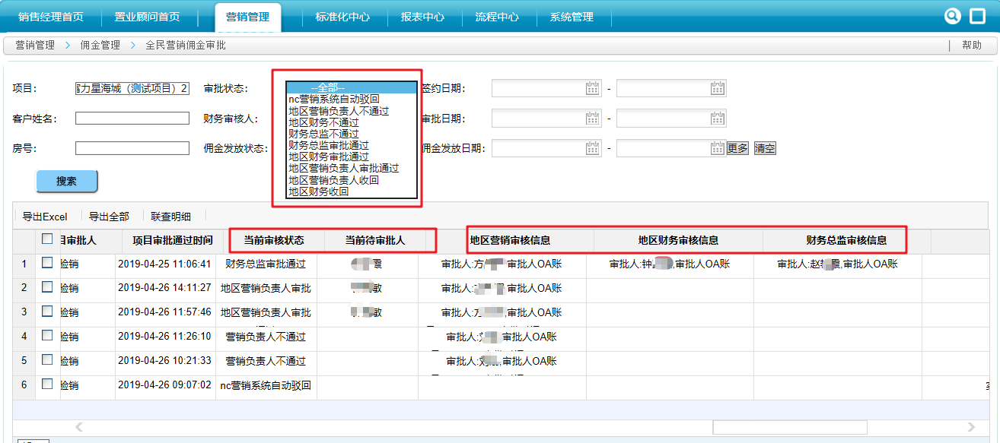 销售经理首页 置业顾问首页 营销管理 标准化中心 报表中心 流程中心 系统管理
营销管理 佣金管理 全民营销佣金审批 帮助
项目: 力星海城（测试项目）2 审批状态: 签约日期: -
客户姓名: 财务审核人: 审批日期: -
房号: 佣金发放状态: 佣金发放日期: - 更多 清空
--全部--
nc营销系统自动驳回
地区营销负责人不通过
地区财务不通过
财务总监不通过
财务总监审批通过
地区财务审批通过
地区营销负责人审批通过
地区营销负责人收回
地区财务收回
搜索
导出Excel 导出全部 联查明细
审批人 项目审批通过时间 当前审核状态 当前待审批人 地区营销审核信息 地区财务审核信息 财务总监审核信息
1 验销 2019-04-25 11:06:41 财务总监审批通过 霞 审批人:方 审批人OA账 审批人:钟 ,审批人OA账 审批人:赵 霞,审批人OA账
2 验销 2019-04-26 14:11:27 地区营销负责人审批 敏 审批人: 审批人OA账
3 验销 2019-04-26 11:57:46 地区营销负责人审批 敏 审批人:方 ,审批人OA账
4 验销 2019-04-26 11:26:10 营销负责人不通过 审批人: 审批人OA账
5 验销 2019-04-26 10:21:33 营销负责人不通过 审批人:刘 ,审批人OA账
6 验销 2019-04-26 09:07:02 nc营销系统自动驳回